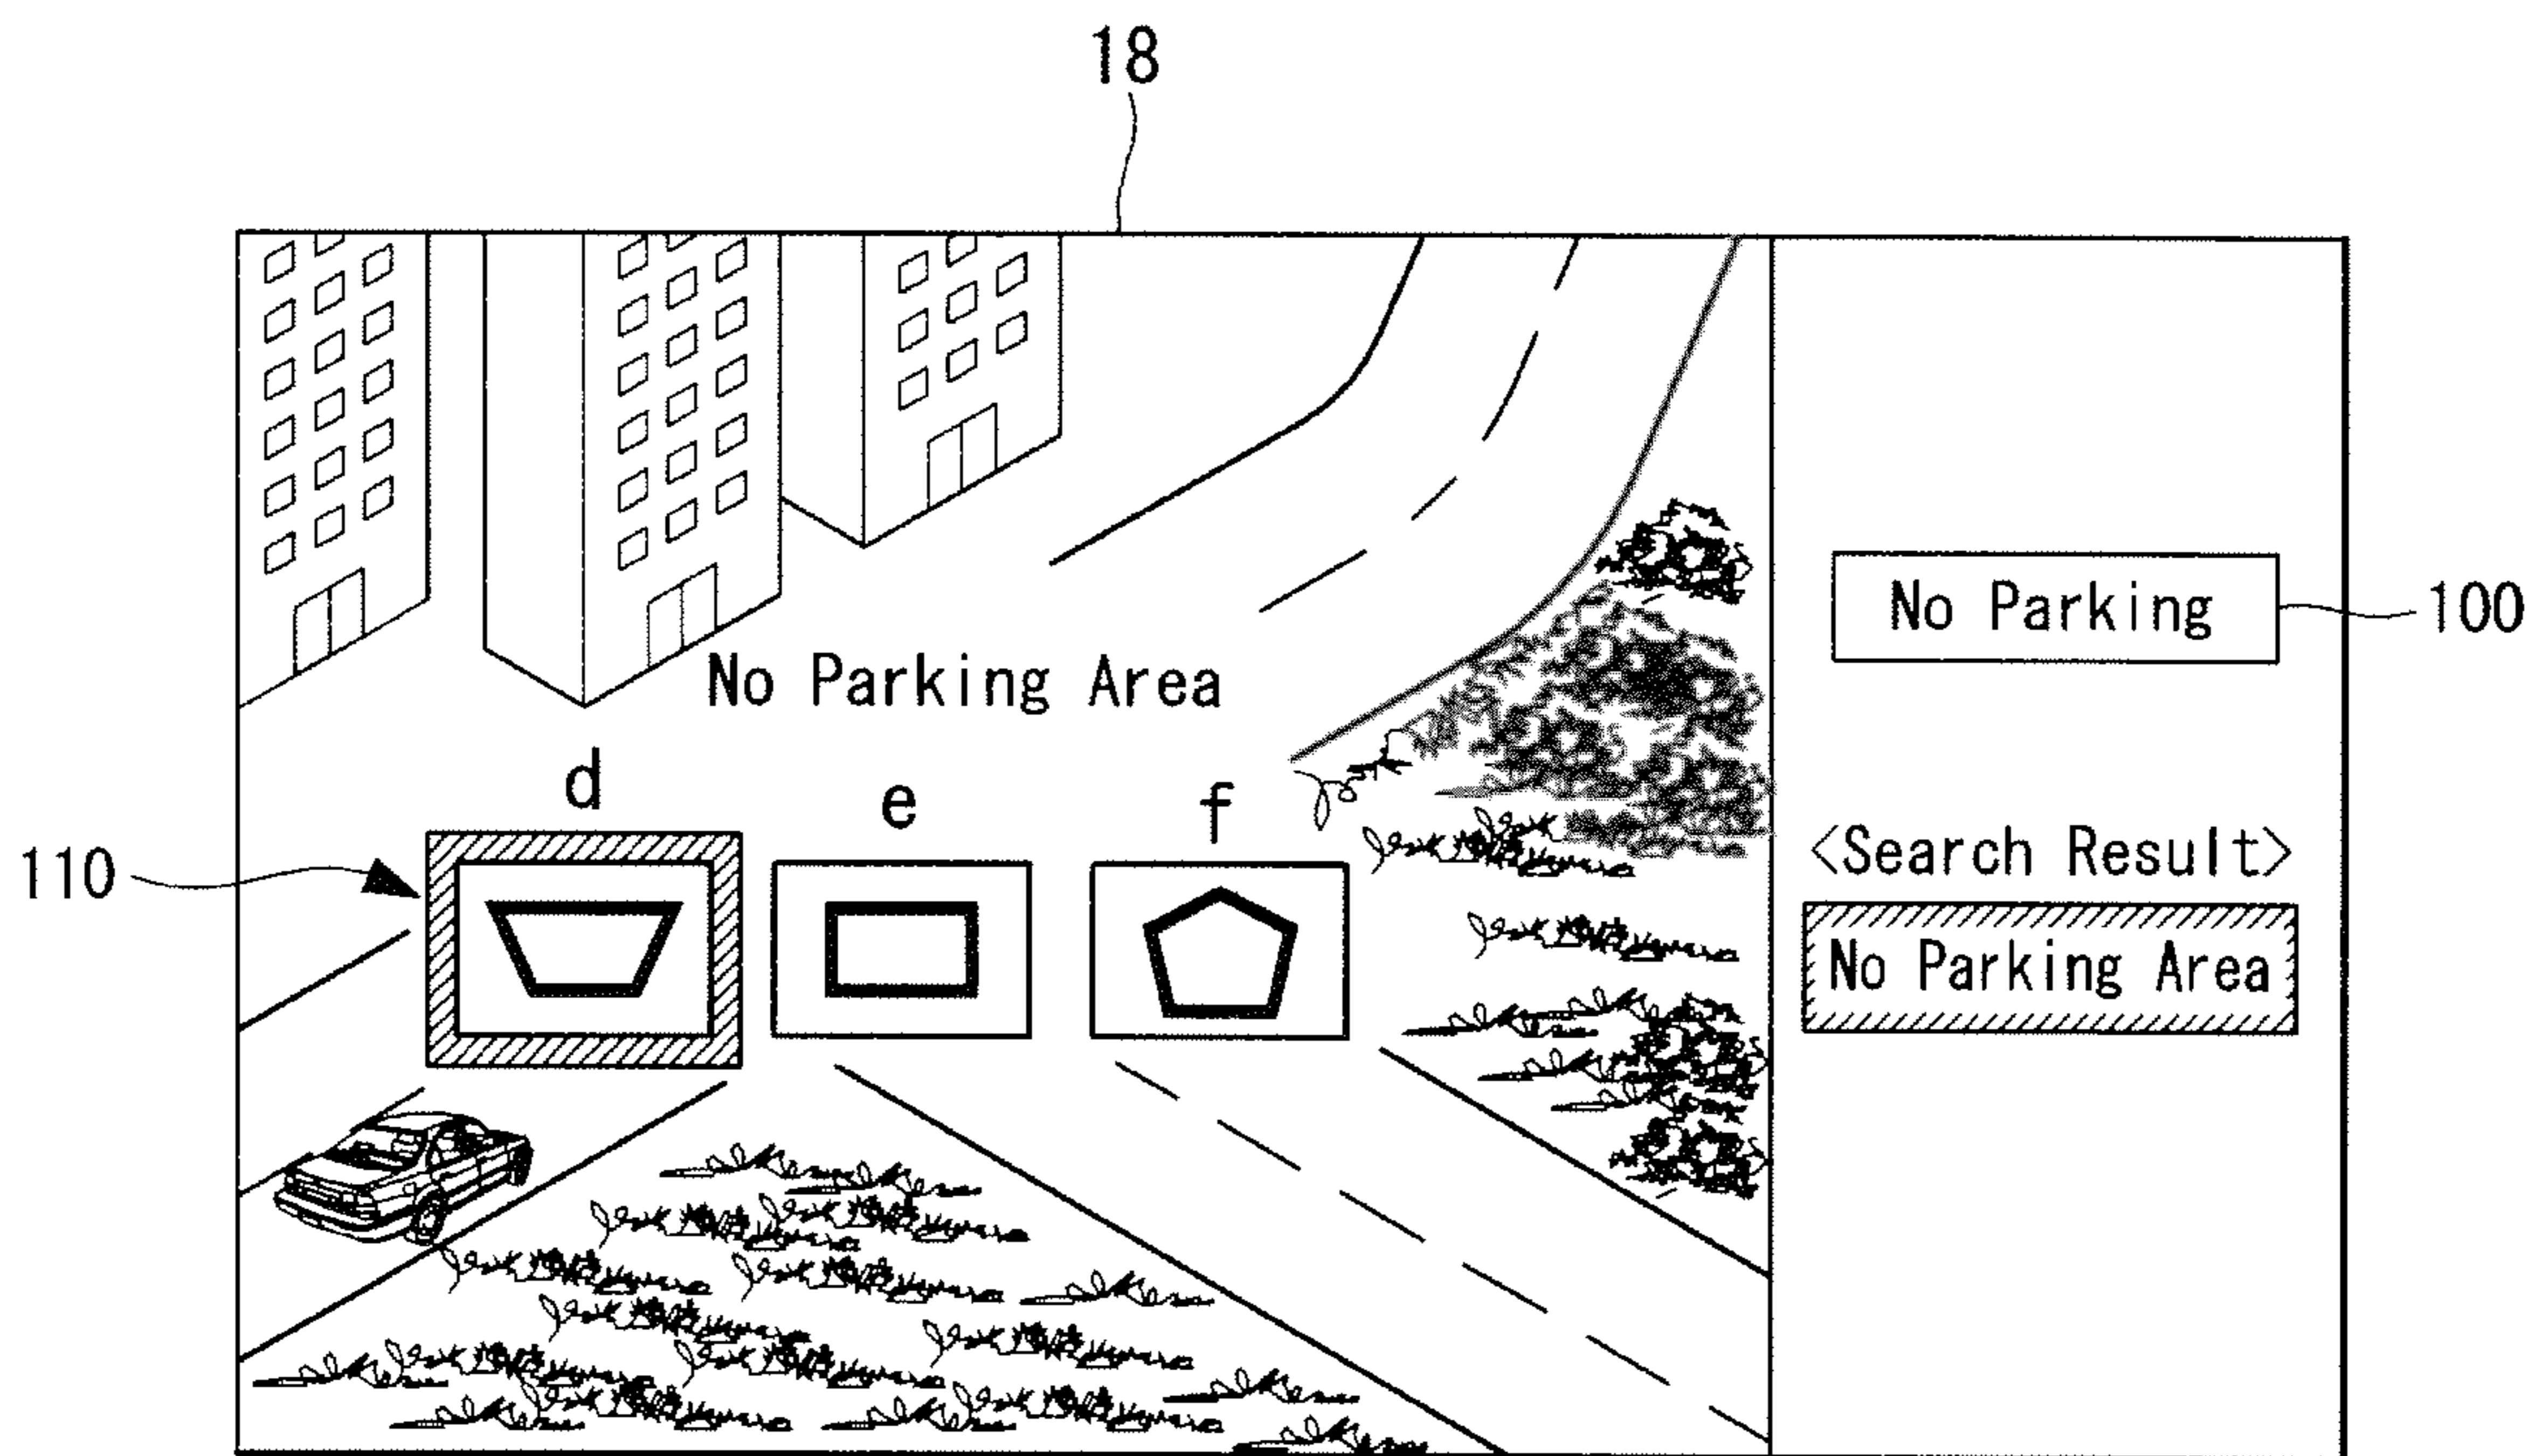 18
No Parking
100
No Parking Area
d
e
f
110
<Search Result>
No Parking Area